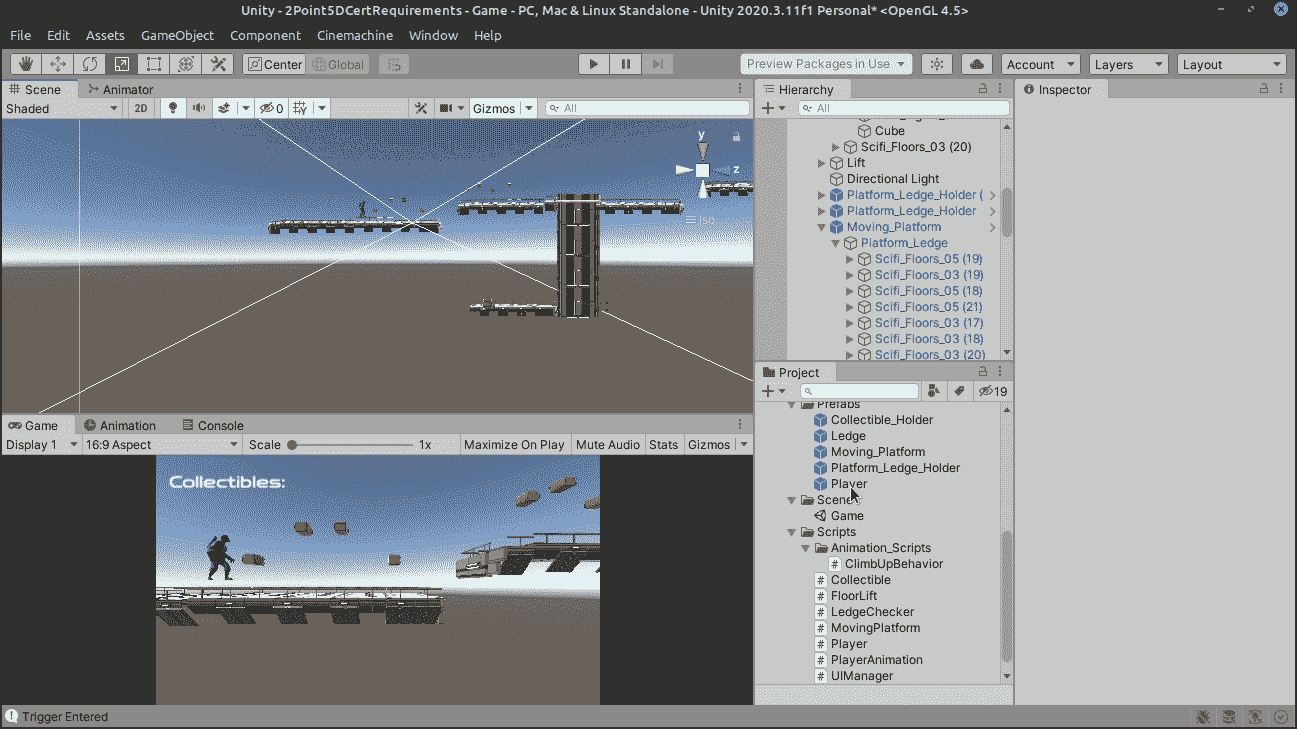 Unity - 2Point5DCertRequirements - Game - PC, Mac & Linux Standalone - Unity 2020.3.11f1 Personal* <OpenGL 4.5>
File Edit Assets GameObject Component Cinemachine Window Help
Center Global Preview Packages in Use Account Layers Layout
Scene Animator
Shaded 2D 0 Gizmos All
y
z
Iso
Hierarchy
All
Cube
Scifi_Floors_03 (20)
Lift
Directional Light
Platform_Ledge_Holder (
Platform_Ledge_Holder
Moving_Platform
Platform_Ledge
Scifi_Floors_05 (19)
Scifi_Floors_03 (19)
Scifi_Floors_05 (18)
Scifi_Floors_05 (21)
Scifi_Floors_03 (17)
Scifi_Floors_03 (18)
Scifi_Floors_03 (20)
Inspector
Project
19
Prefabs
Collectible_Holder
Ledge
Moving_Platform
Platform_Ledge_Holder
Player
Scene
Game
Scripts
Animation_Scripts
ClimbUpBehavior
Collectible
FloorLift
LedgeChecker
MovingPlatform
Player
PlayerAnimation
UIManager
Game Animation Console
Display 1 16:9 Aspect Scale 1x Maximize On Play Mute Audio Stats Gizmos
Collectibles:
Trigger Entered